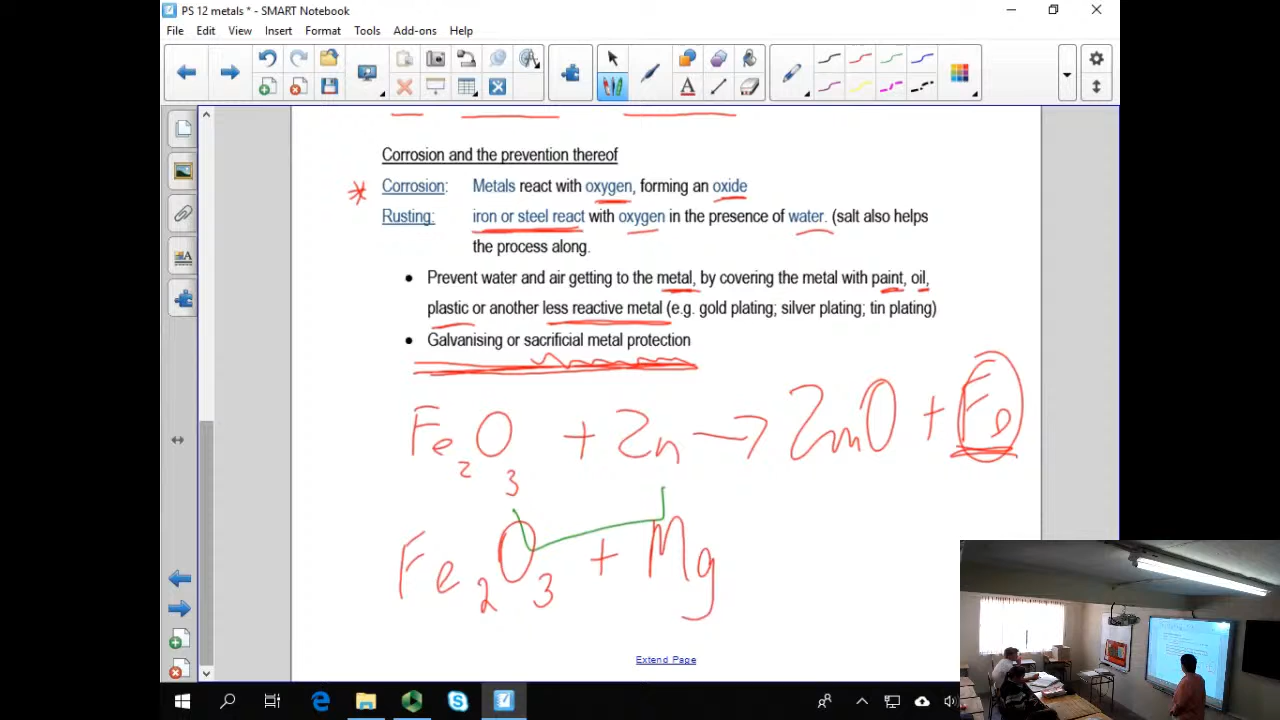 PS 12 metals * - SMART Notebook
File Edit View Insert Format Tools Add-ons Help
Corrosion and the prevention thereof
* Corrosion: Metals react with oxygen, forming an oxide
Rusting: iron or steel react with oxygen in the presence of water. (salt also helps
the process along.
• Prevent water and air getting to the metal, by covering the metal with paint, oil,
plastic or another less reactive metal (e.g. gold plating; silver plating; tin plating)
• Galvanising or sacrificial metal protection
Fe2O3 + Zn → ZnO + Fe
Fe2O3 + Mg
Extend Page